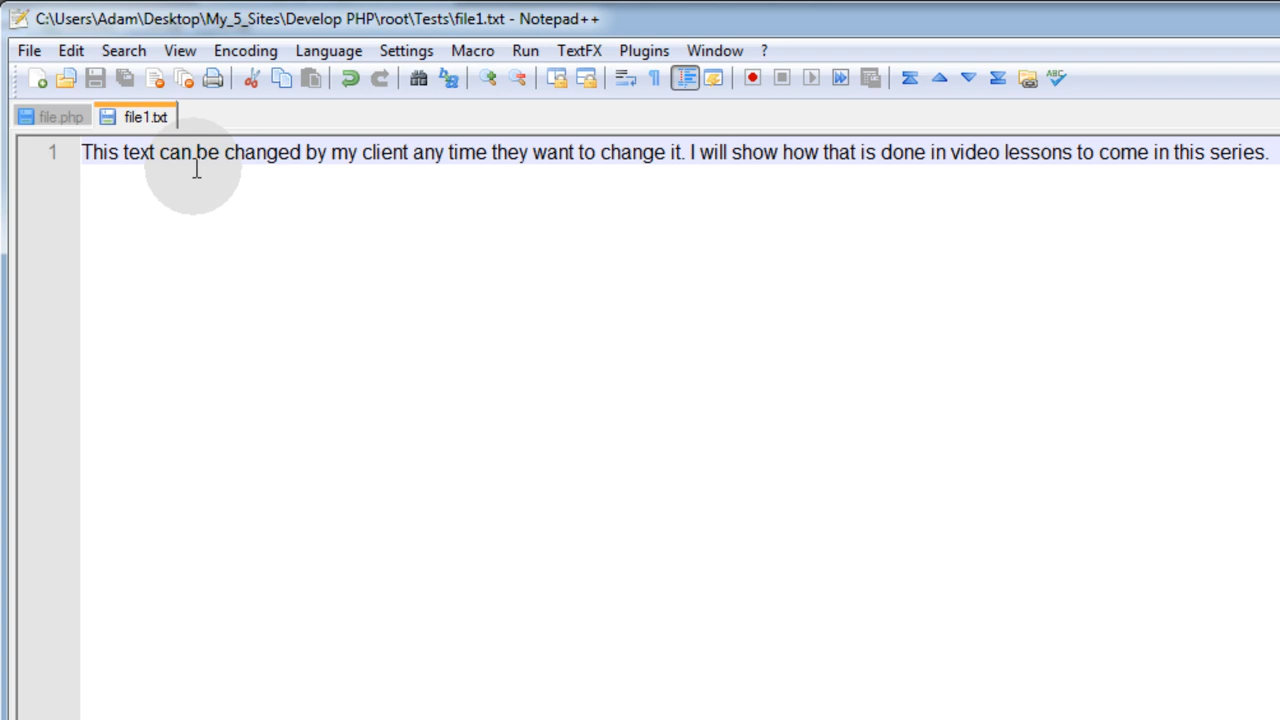 C:\Users\Adam\Desktop\My_5_Sites\Develop PHP\root\Tests\file1.txt - Notepad++
File Edit Search View Encoding Language Settings Macro Run TextFX Plugins Window ?
file.php file1.txt
1 This text can be changed by my client any time they want to change it. I will show how that is done in video lessons to come in this series.